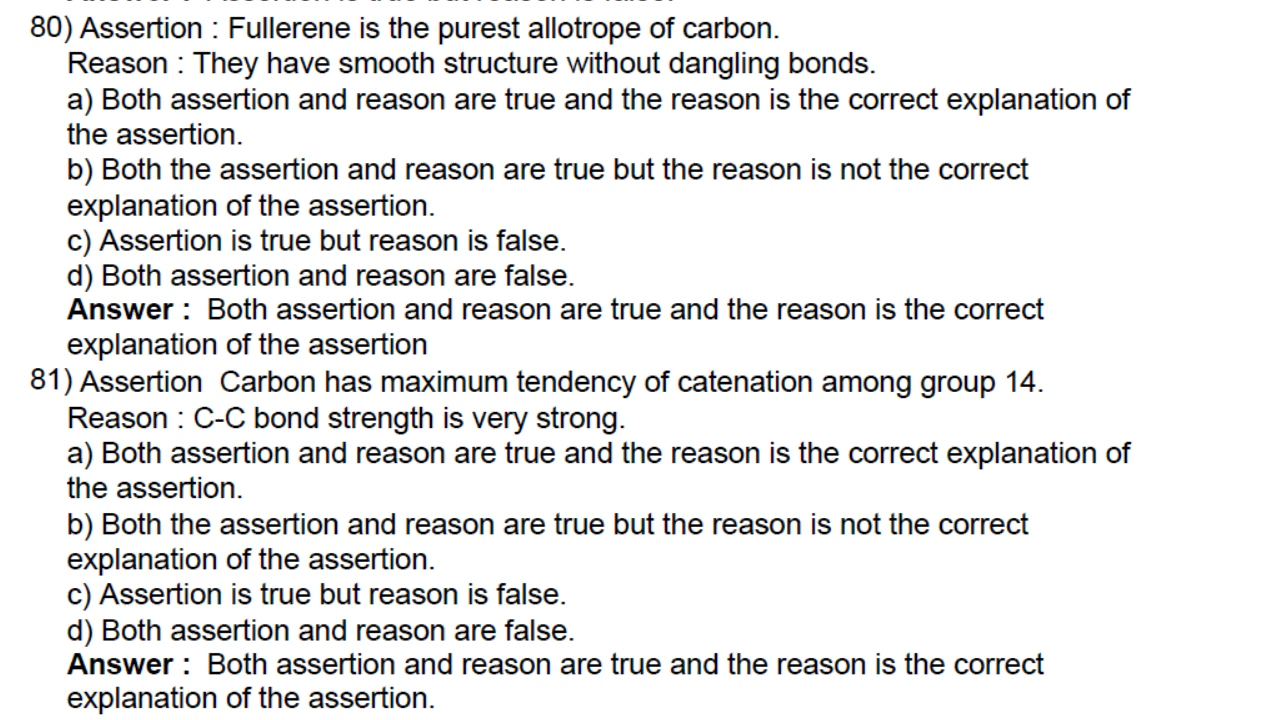 80) Assertion : Fullerene is the purest allotrope of carbon.
Reason : They have smooth structure without dangling bonds.
a) Both assertion and reason are true and the reason is the correct explanation of
the assertion.
b) Both the assertion and reason are true but the reason is not the correct
explanation of the assertion.
c) Assertion is true but reason is false.
d) Both assertion and reason are false.
Answer : Both assertion and reason are true and the reason is the correct
explanation of the assertion
81) Assertion Carbon has maximum tendency of catenation among group 14.
Reason : C-C bond strength is very strong.
a) Both assertion and reason are true and the reason is the correct explanation of
the assertion.
b) Both the assertion and reason are true but the reason is not the correct
explanation of the assertion.
c) Assertion is true but reason is false.
d) Both assertion and reason are false.
Answer : Both assertion and reason are true and the reason is the correct
explanation of the assertion.